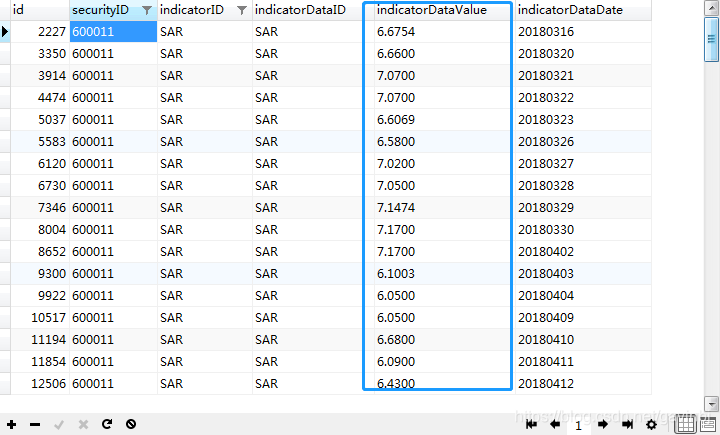 id securityID indicatorID indicatorDataID indicatorDataValue indicatorDataDate
2227 600011 SAR SAR 6.6754 20180316
3350 600011 SAR SAR 6.6600 20180320
3914 600011 SAR SAR 7.0700 20180321
4474 600011 SAR SAR 7.0700 20180322
5037 600011 SAR SAR 6.6069 20180323
5583 600011 SAR SAR 6.5800 20180326
6120 600011 SAR SAR 7.0200 20180327
6730 600011 SAR SAR 7.0500 20180328
7346 600011 SAR SAR 7.1474 20180329
8004 600011 SAR SAR 7.1700 20180330
8652 600011 SAR SAR 7.1700 20180402
9300 600011 SAR SAR 6.1003 20180403
9922 600011 SAR SAR 6.0500 20180404
10517 600011 SAR SAR 6.0500 20180409
11194 600011 SAR SAR 6.6800 20180410
11854 600011 SAR SAR 6.0900 20180411
12506 600011 SAR SAR 6.4300 20180412
1